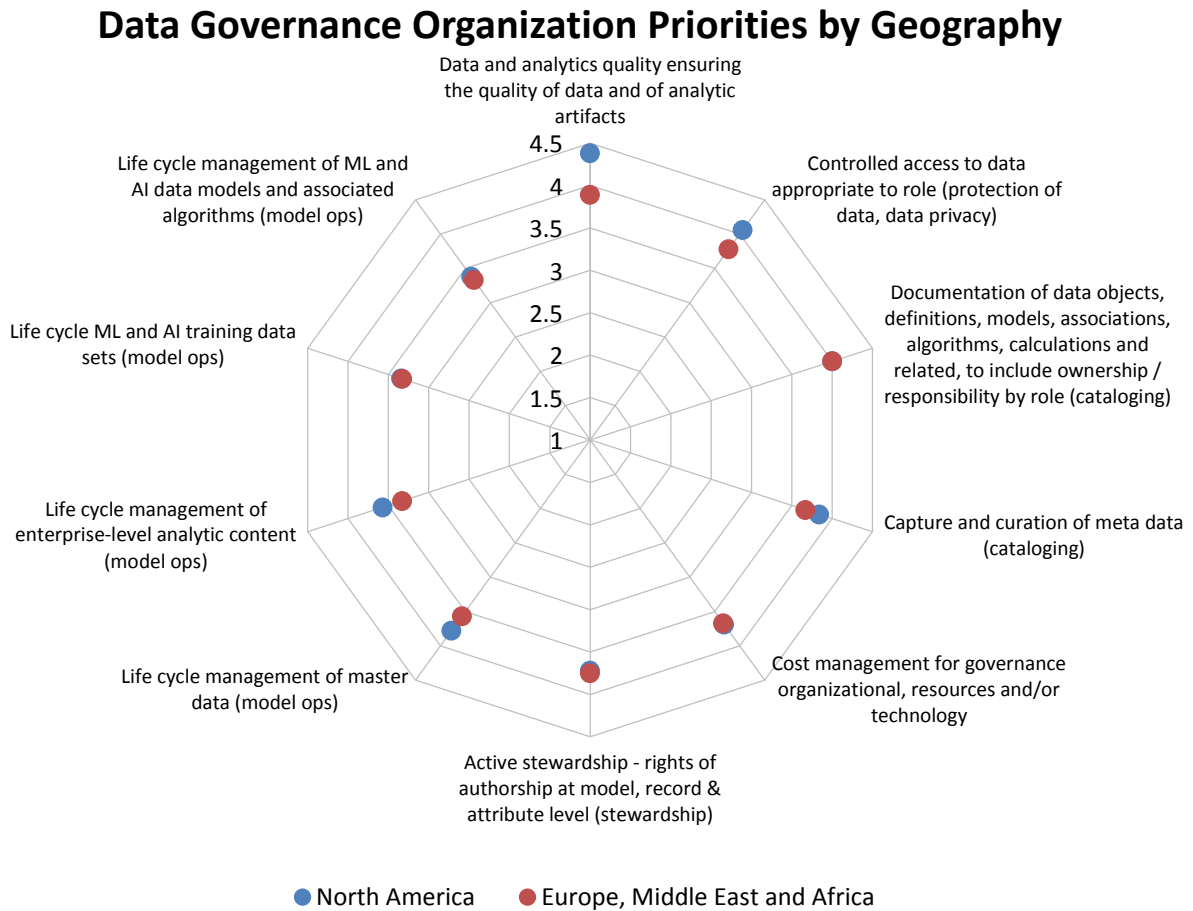 Data Governance Organization Priorities by Geography
Data and analytics quality ensuring
the quality of data and of analytic
artifacts
Controlled access to data
appropriate to role (protection of
data, data privacy)
Documentation of data objects,
definitions, models, associations,
algorithms, calculations and
related, to include ownership /
responsibility by role (cataloging)
Capture and curation of meta data
(cataloging)
Cost management for governance
organizational, resources and/or
technology
Active stewardship - rights of
authorship at model, record &
attribute level (stewardship)
Life cycle management of master
data (model ops)
Life cycle management of
enterprise-level analytic content
(model ops)
Life cycle ML and AI training data
sets (model ops)
Life cycle management of ML and
AI data models and associated
algorithms (model ops)
4.5
4
3.5
3
2.5
2
1.5
1
North America
Europe, Middle East and Africa